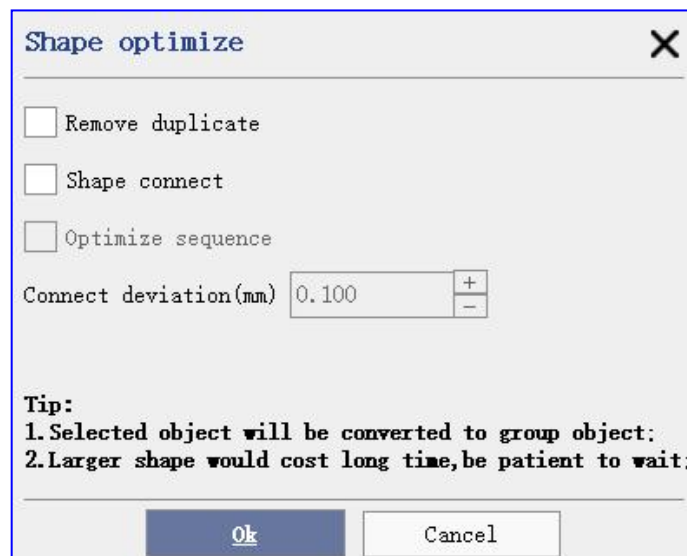 Shape optimize
Remove duplicate
Shape connect
Optimize sequence
Connect deviation(mm) 0.100 + -
Tip:
1.Selected object will be converted to group object;
2.Larger shape would cost long time,be patient to wait;
Ok Cancel